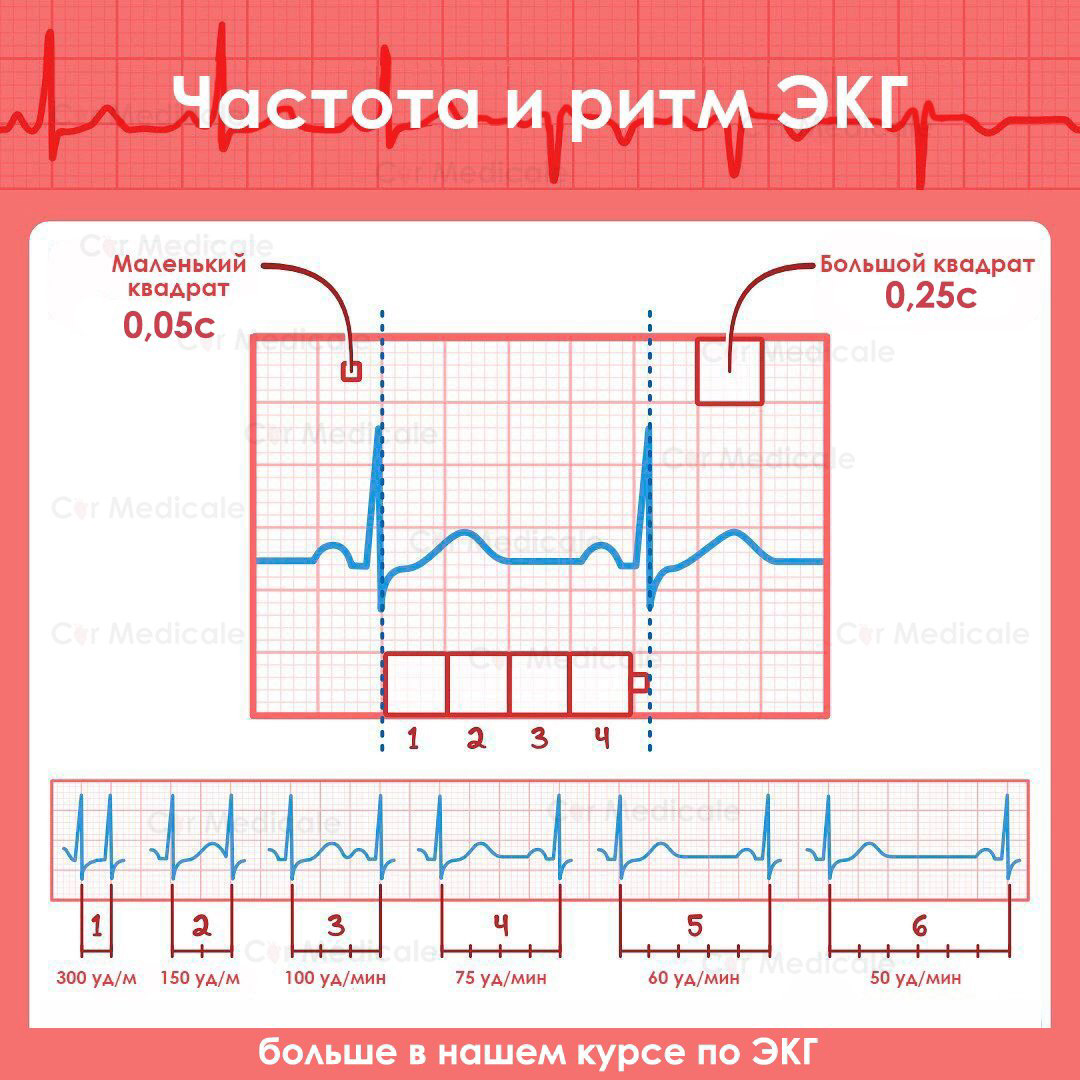 Частота и ритм ЭКГ
Cor Medicale
Маленький
квадрат
0,05с
Большой квадрат
0,25с
1 2 3 4
1 2 3 4 5 6
300 уд/м 150 уд/м 100 уд/мин 75 уд/мин 60 уд/мин 50 уд/мин
больше в нашем курсе по ЭКГ